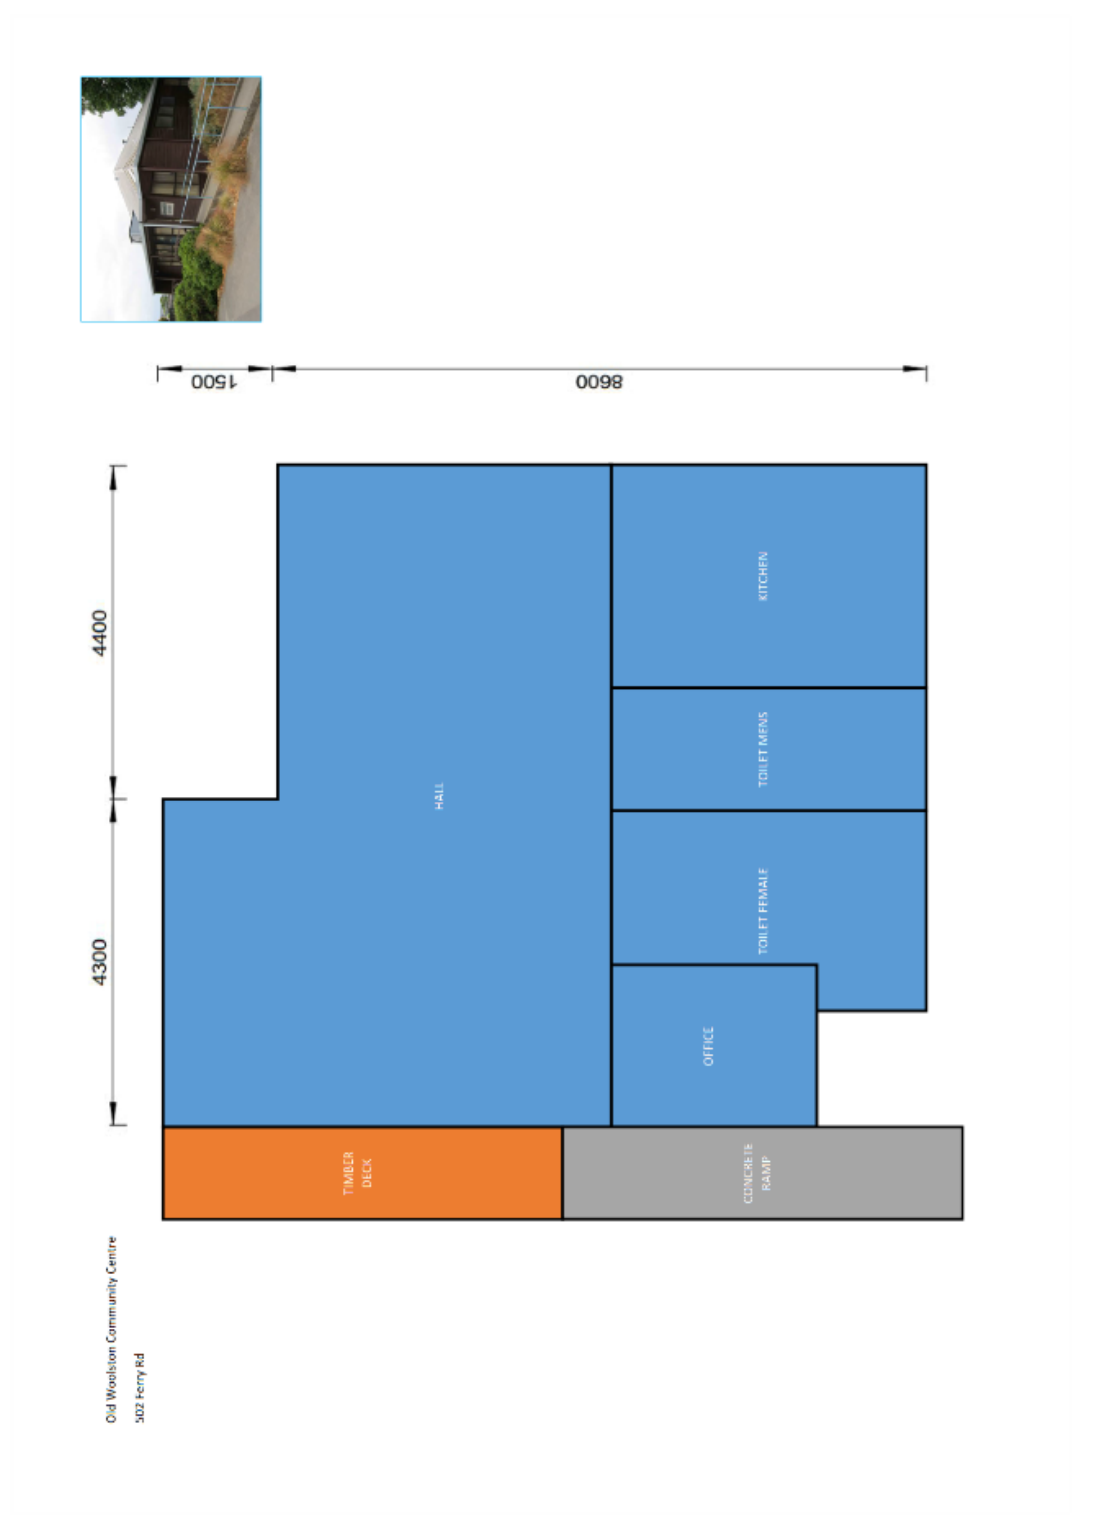 Old Woolston Community Centre
502 Ferry Rd
4300
4400
1500
8600
TIMBER
DECK
HALL
CONCRETE
RAMP
OFFICE
TOILET FEMALE
TOILET MENS
KITCHEN